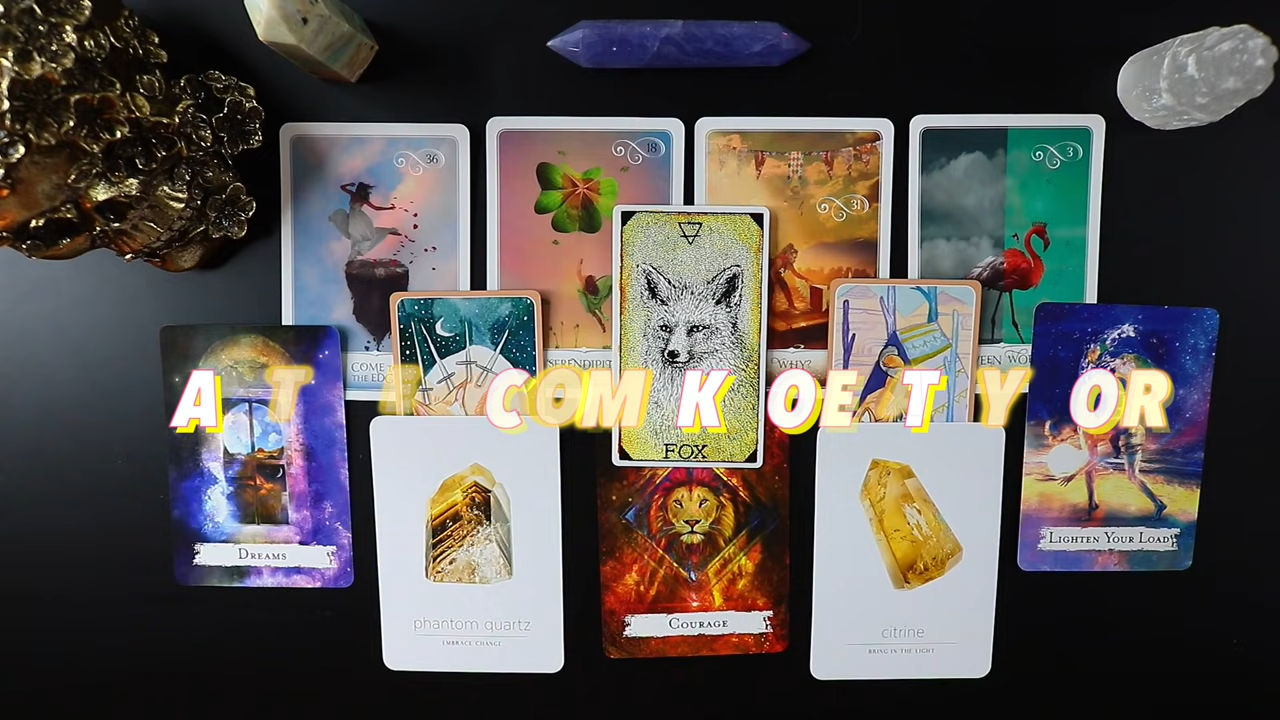 36
18
31
3
COME
THE EDG
SERENDIPIT
WHY?
EEN WO
A T COM K OE T Y OR
FOX
DREAMS
LIGHTEN YOUR LOAD
COURAGE
phantom quartz
EMBRACE CHANGE
citrine
BRING IN THE LIGHT